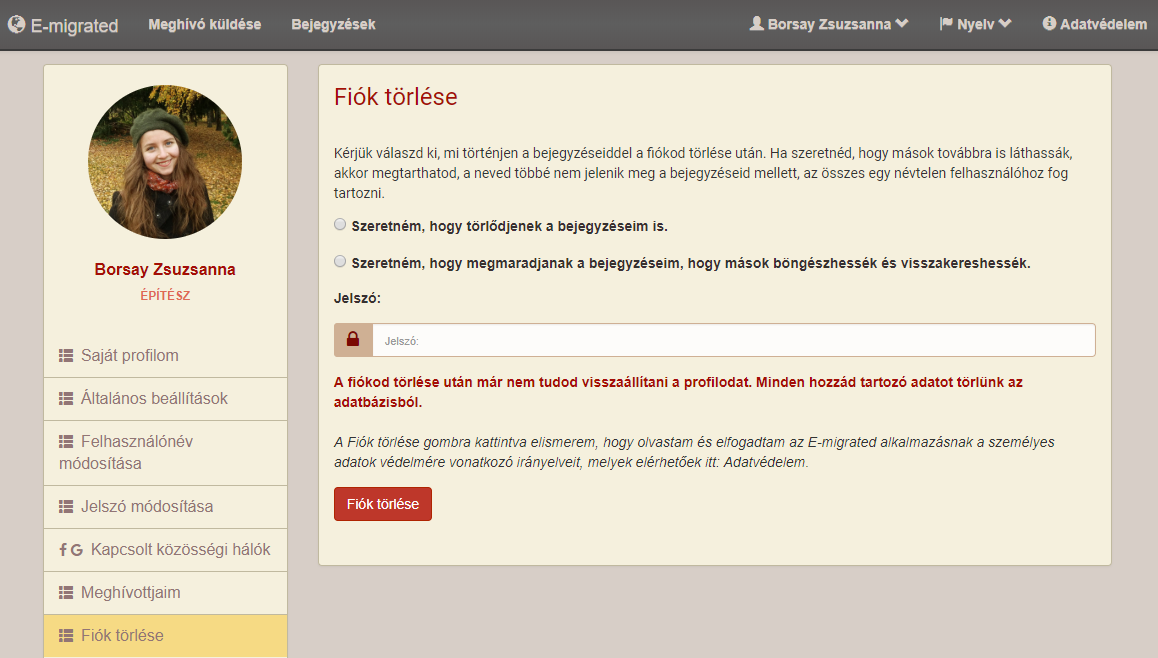 E-migrated Meghívó küldése Bejegyzések Borsay Zsuzsanna Nyelv Adatvédelem
Borsay Zsuzsanna
ÉPÍTÉSZ
Saját profilom
Általános beállítások
Felhasználónév
módosítása
Jelszó módosítása
Kapcsolt közösségi hálók
Meghívottjaim
Fiók törlése
Fiók törlése
Kérjük válaszd ki, mi történjen a bejegyzéseiddel a fiókod törlése után. Ha szeretnéd, hogy mások továbbra is láthassák,
akkor megtarthatod, a neved többé nem jelenik meg a bejegyzéseid mellett, az összes egy névtelen felhasználóhoz fog
tartozni.
Szeretném, hogy törlődjenek a bejegyzéseim is.
Szeretném, hogy megmaradjanak a bejegyzéseim, hogy mások böngészhessék és visszakereshessék.
Jelszó:
Jelszó:
A fiókod törlése után már nem tudod visszaállítani a profilodat. Minden hozzád tartozó adatot törlünk az
adatbázisból.
A Fiók törlése gombra kattintva elismerem, hogy olvastam és elfogadtam az E-migrated alkalmazásnak a személyes
adatok védelmére vonatkozó irányelveit, melyek elérhetőek itt: Adatvédelem.
Fiók törlése